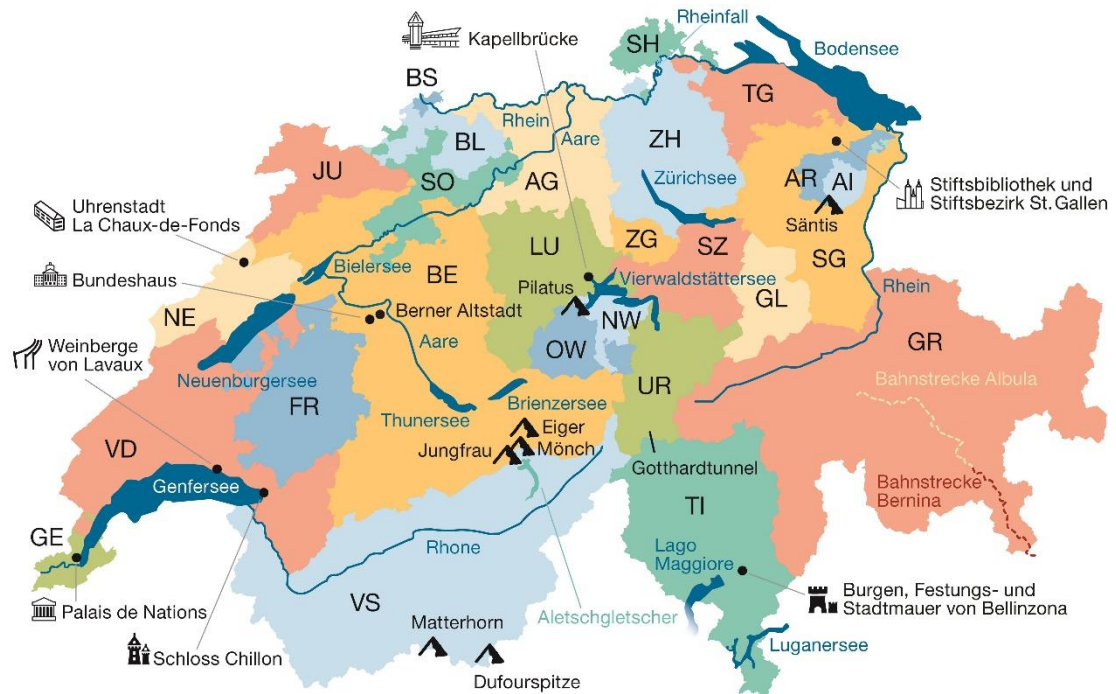 Rheinfall
SH
Bodensee
Kapellbrücke
BS
TG
Rhein
Aare
ZH
BL
JU
SO
AG
Zürichsee
AR
AI
Stiftsbibliothek und
Stiftsbezirk St. Gallen
Säntis
Uhrenstadt
La Chaux-de-Fonds
LU
ZG
SZ
SG
Bielersee
BE
Vierwaldstättersee
Bundeshaus
Pilatus
GL
Rhein
Berner Altstadt
NE
NW
GR
Weinberge
von Lavaux
Aare
OW
UR
Bahnstrecke Albula
Neuenburgersee
FR
Thunersee
Brienzersee
Eiger
VD
Jungfrau
Mönch
Gotthardtunnel
Bahnstrecke
Bernina
Genfersee
TI
GE
Rhone
Lago
Maggiore
VS
Burgen, Festungs- und
Stadtmauer von Bellinzona
Palais de Nations
Aletschgletscher
Matterhorn
Luganersee
Schloss Chillon
Dufourspitze